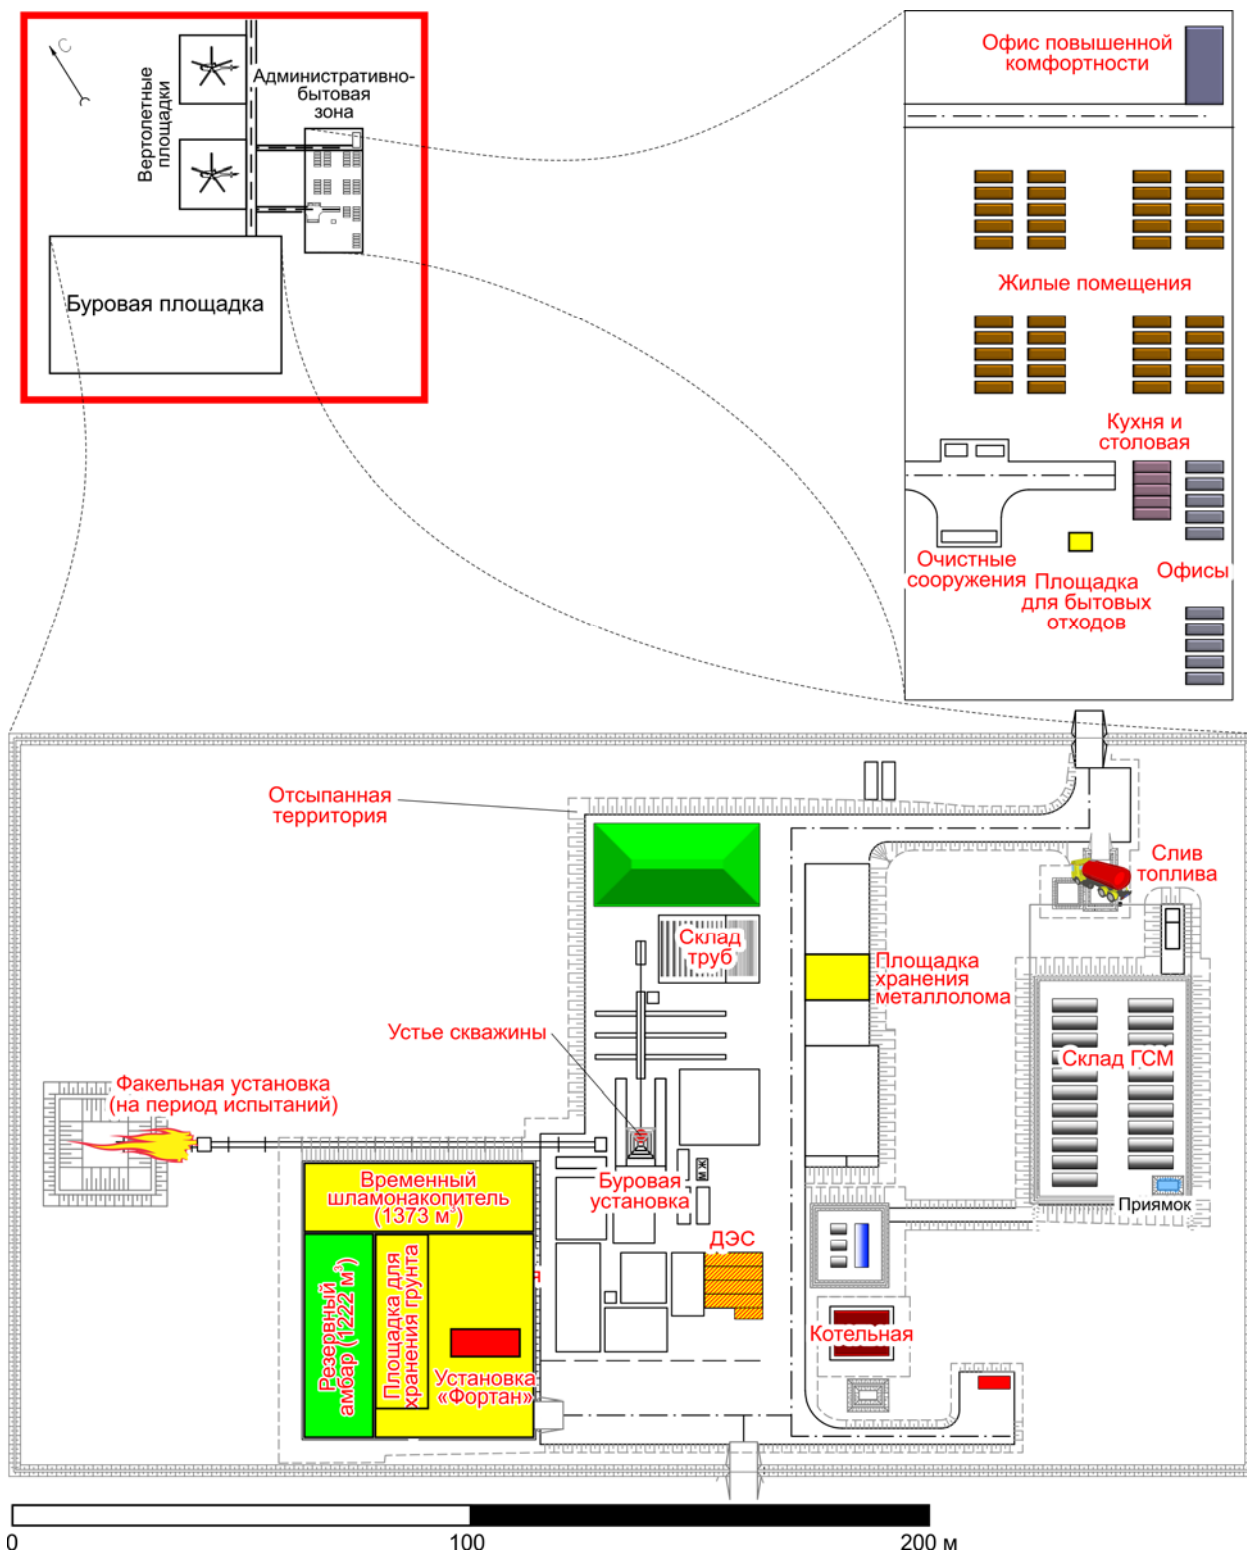 С
Вертолетные
площадки
Административно-
бытовая
зона
Буровая площадка
Офис повышенной
комфортности
Жилые помещения
Кухня и
столовая
Очистные
сооружения
Площадка
для бытовых
отходов
Офисы
Отсыпанная
территория
Слив
топлива
Склад
труб
Площадка
хранения
металлолома
Устье скважины
Склад ГСМ
Факельная установка
(на период испытаний)
Временный
шламонакопитель
(1373 м³)
Буровая
установка
МЖ
Приямок
ДЭС
я
Резервный
амбар (1222 м³)
Площадка для
хранения грунта
Установка
«Фортан»
Котельная
0
100
200 м